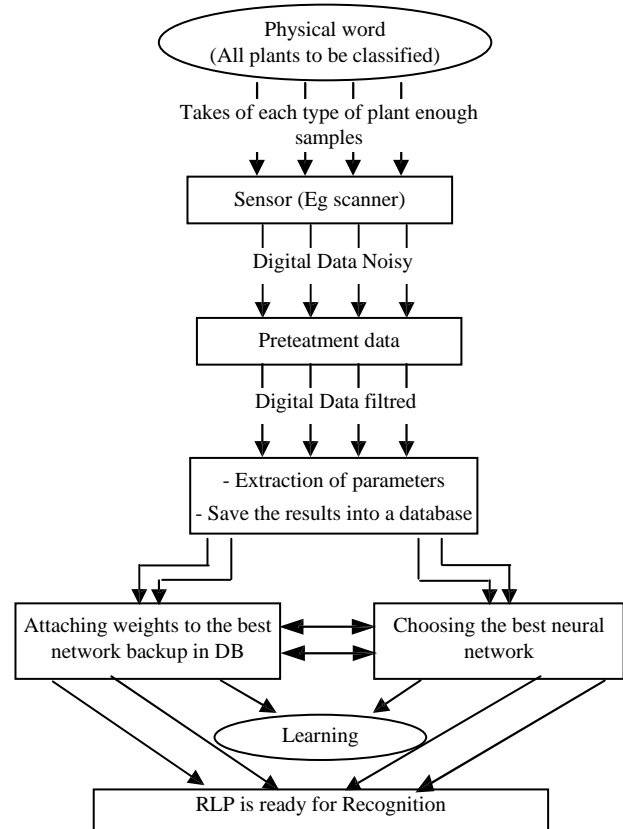 Physical word
(All plants to be classified)
Takes of each type of plant enough
samples
Sensor (Eg scanner)
Digital Data Noisy
Preteatment data
Digital Data filtred
- Extraction of parameters
- Save the results into a database
Attaching weights to the best
network backup in DB
Choosing the best neural
network
Learning
RLP is ready for Recognition